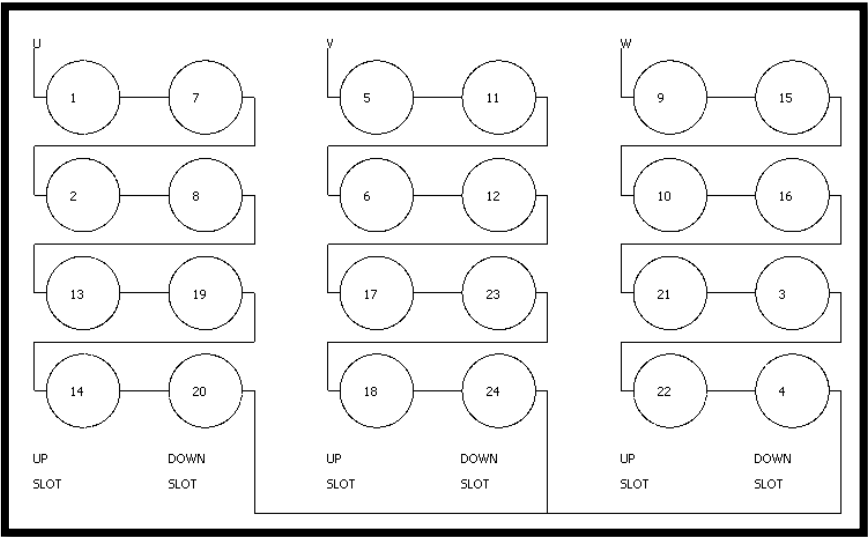 U V W
1 7 5 11 9 15
2 8 6 12 10 16
13 19 17 23 21 3
14 20 18 24 22 4
UP DOWN UP DOWN UP DOWN
SLOT SLOT SLOT SLOT SLOT SLOT